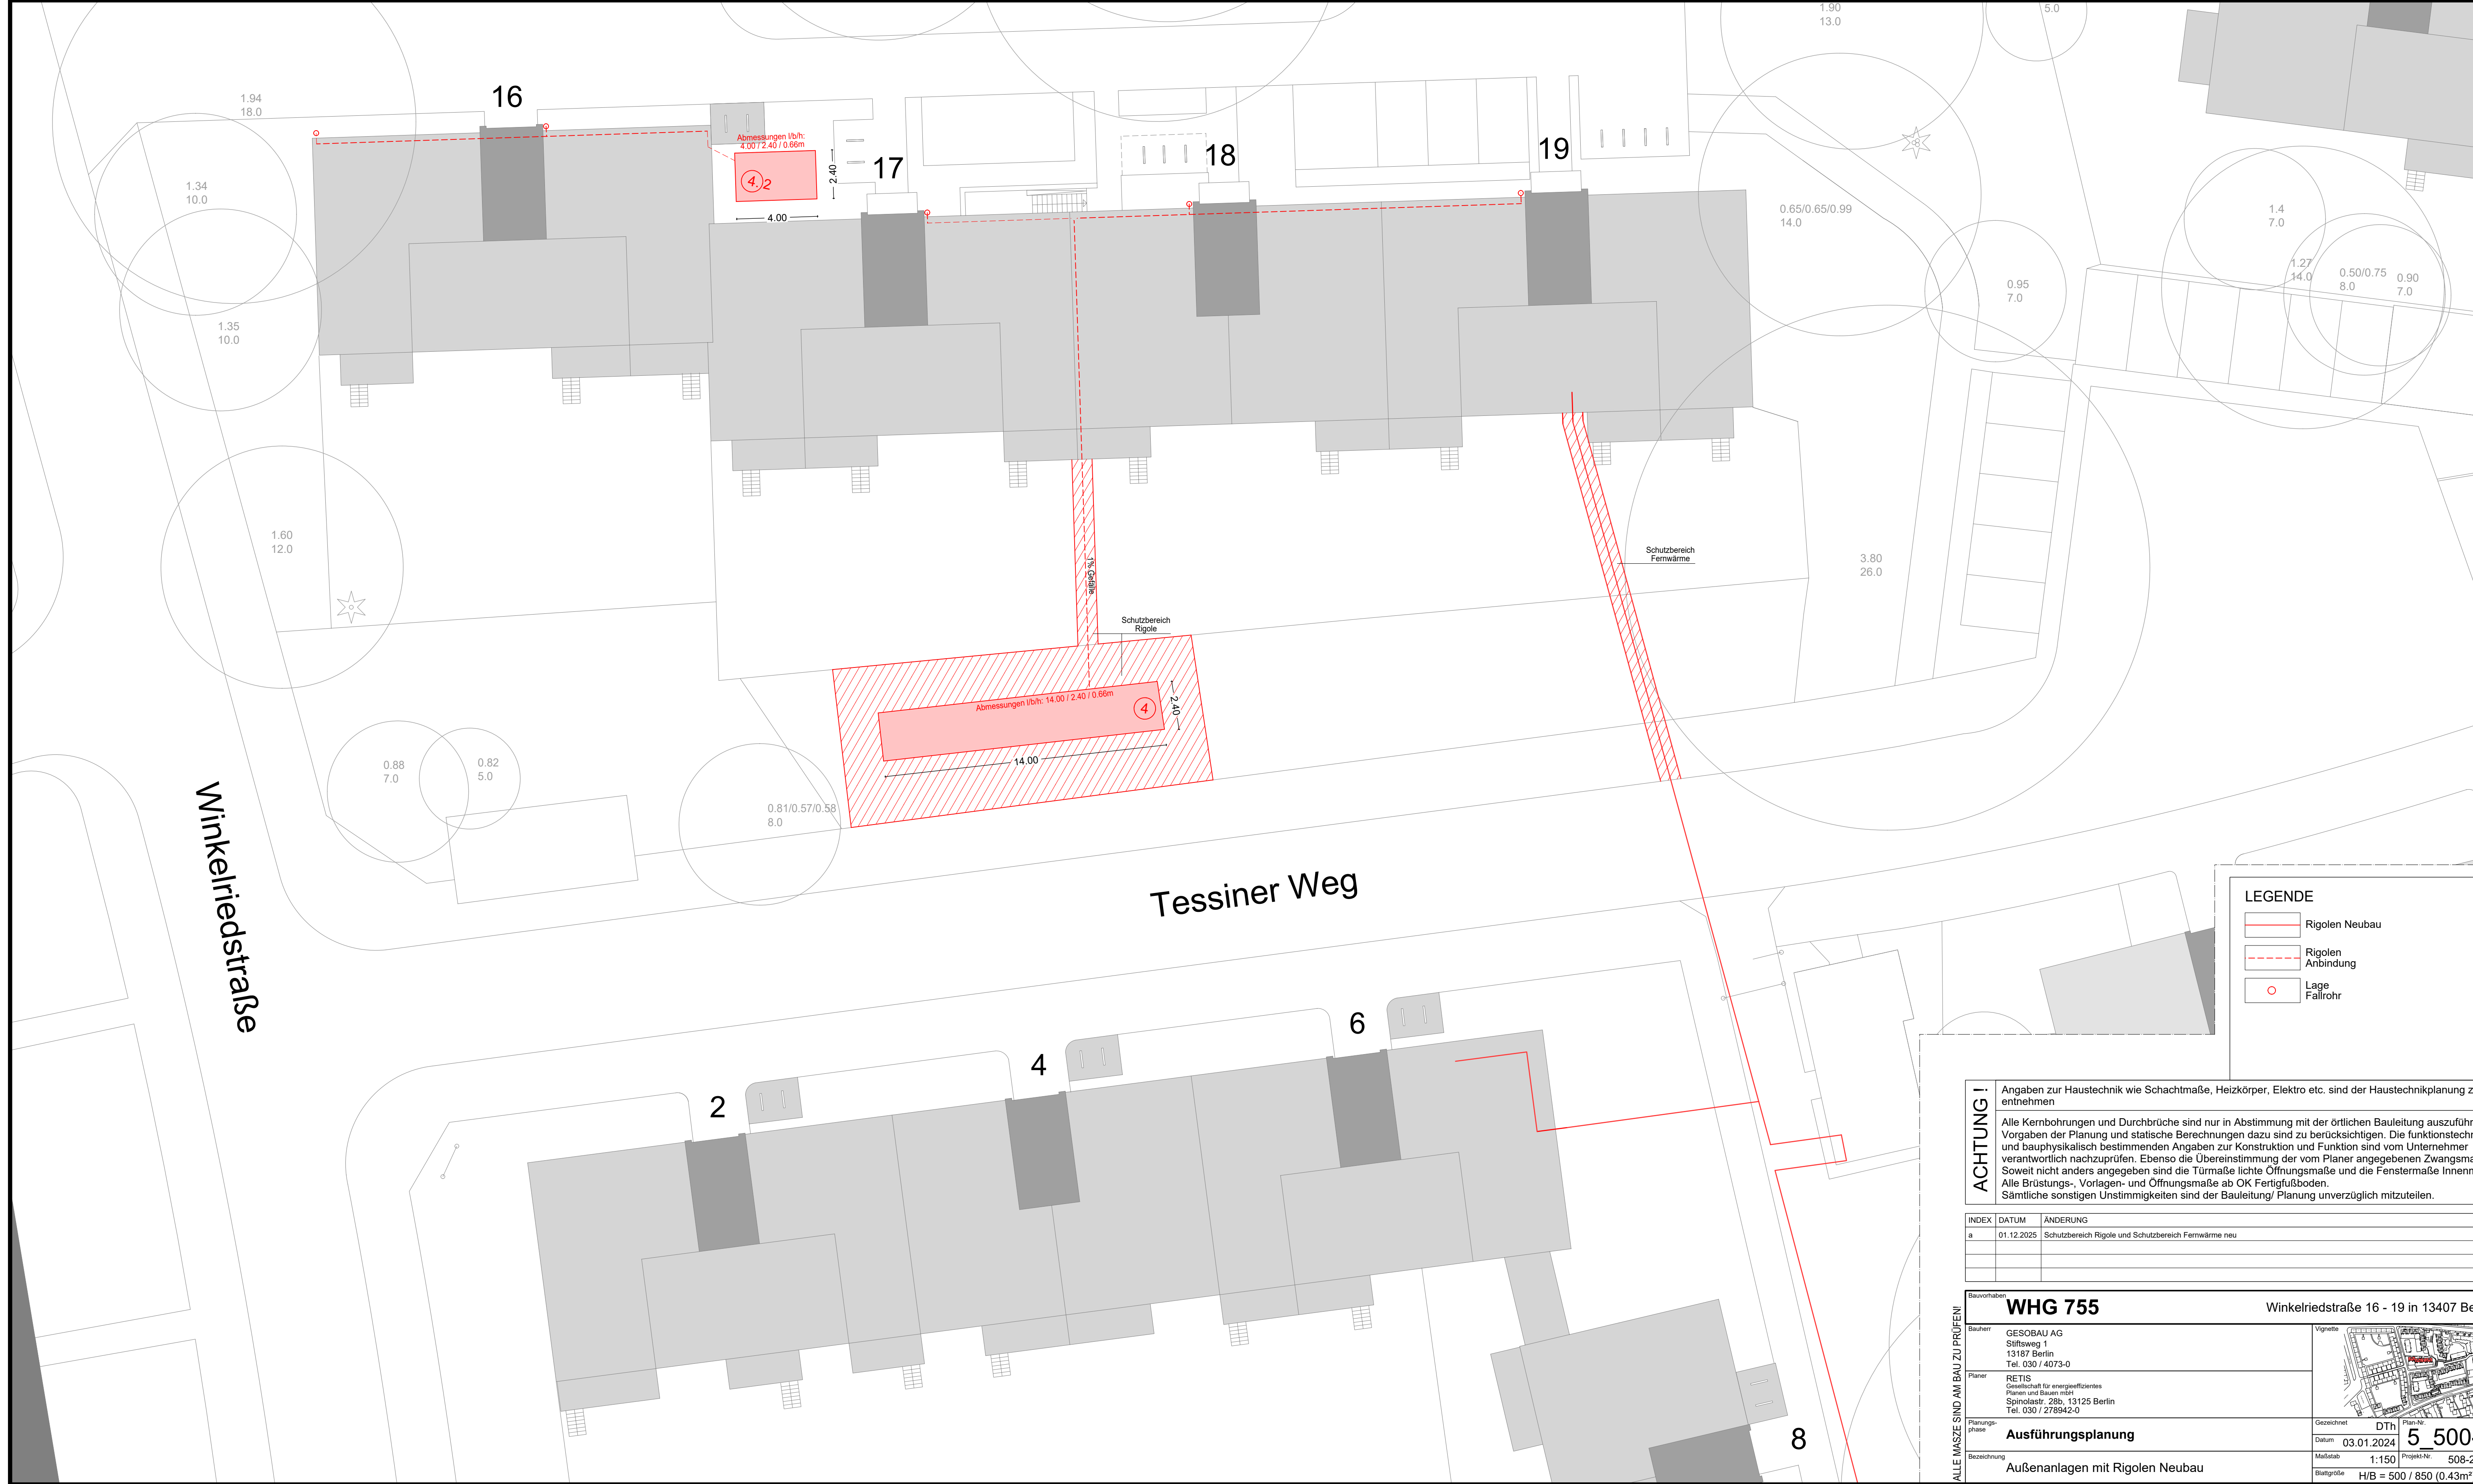 1.90
13.0
5.0
1.94
18.0
16
Abmessungen l/b/h:
4.00 / 2.40 / 0.66m
4.2
2.40
4.00
17
18
19
1.34
10.0
1.35
10.0
0.65/0.65/0.99
14.0
1.4
7.0
1.27
14.0
0.50/0.75
8.0
0.90
7.0
0.95
7.0
1.60
12.0
1% Gefälle
Schutzbereich
Fernwärme
3.80
26.0
Schutzbereich
Rigole
Abmessungen l/b/h: 14.00 / 2.40 / 0.66m
4
2.40
14.00
0.88
7.0
0.82
5.0
0.81/0.57/0.58
8.0
Winkelriedstraße
Tessiner Weg
2
4
6
8
LEGENDE
Rigolen Neubau
Rigolen
Anbindung
Lage
Fallrohr
ACHTUNG !
Angaben zur Haustechnik wie Schachtmaße, Heizkörper, Elektro etc. sind der Haustechnikplanung z
entnehmen
Alle Kernbohrungen und Durchbrüche sind nur in Abstimmung mit der örtlichen Bauleitung auszuführ
Vorgaben der Planung und statische Berechnungen dazu sind zu berücksichtigen. Die funktionstechn
und bauphysikalisch bestimmenden Angaben zur Konstruktion und Funktion sind vom Unternehmer
verantwortlich nachzuprüfen. Ebenso die Übereinstimmung der vom Planer angegebenen Zwangsma
Soweit nicht anders angegeben sind die Türmaße lichte Öffnungsmaße und die Fenstermaße Innenm
Alle Brüstungs-, Vorlagen- und Öffnungsmaße ab OK Fertigfußboden.
Sämtliche sonstigen Unstimmigkeiten sind der Bauleitung/ Planung unverzüglich mitzuteilen.
INDEX DATUM ÄNDERUNG
a 01.12.2025 Schutzbereich Rigole und Schutzbereich Fernwärme neu
ALLE MASZE SIND AM BAU ZU PRÜFEN!
Bauvorhaben
WHG 755 Winkelriedstraße 16 - 19 in 13407 Be
Bauherr
GESOBAU AG
Stiftsweg 1
13187 Berlin
Tel. 030 / 4073-0
Vignette
Planer
RETIS
Gesellschaft für energieeffizientes
Planen und Bauen mbH
Spinolastr. 28b, 13125 Berlin
Tel. 030 / 278942-0
Planungs-
phase
Ausführungsplanung
Gezeichnet DTh
Datum 03.01.2024
Plan-Nr.
5_500
Bezeichnung
Außenanlagen mit Rigolen Neubau
Maßstab 1:150
Projekt-Nr. 508-2
Blattgröße H/B = 500 / 850 (0.43m²